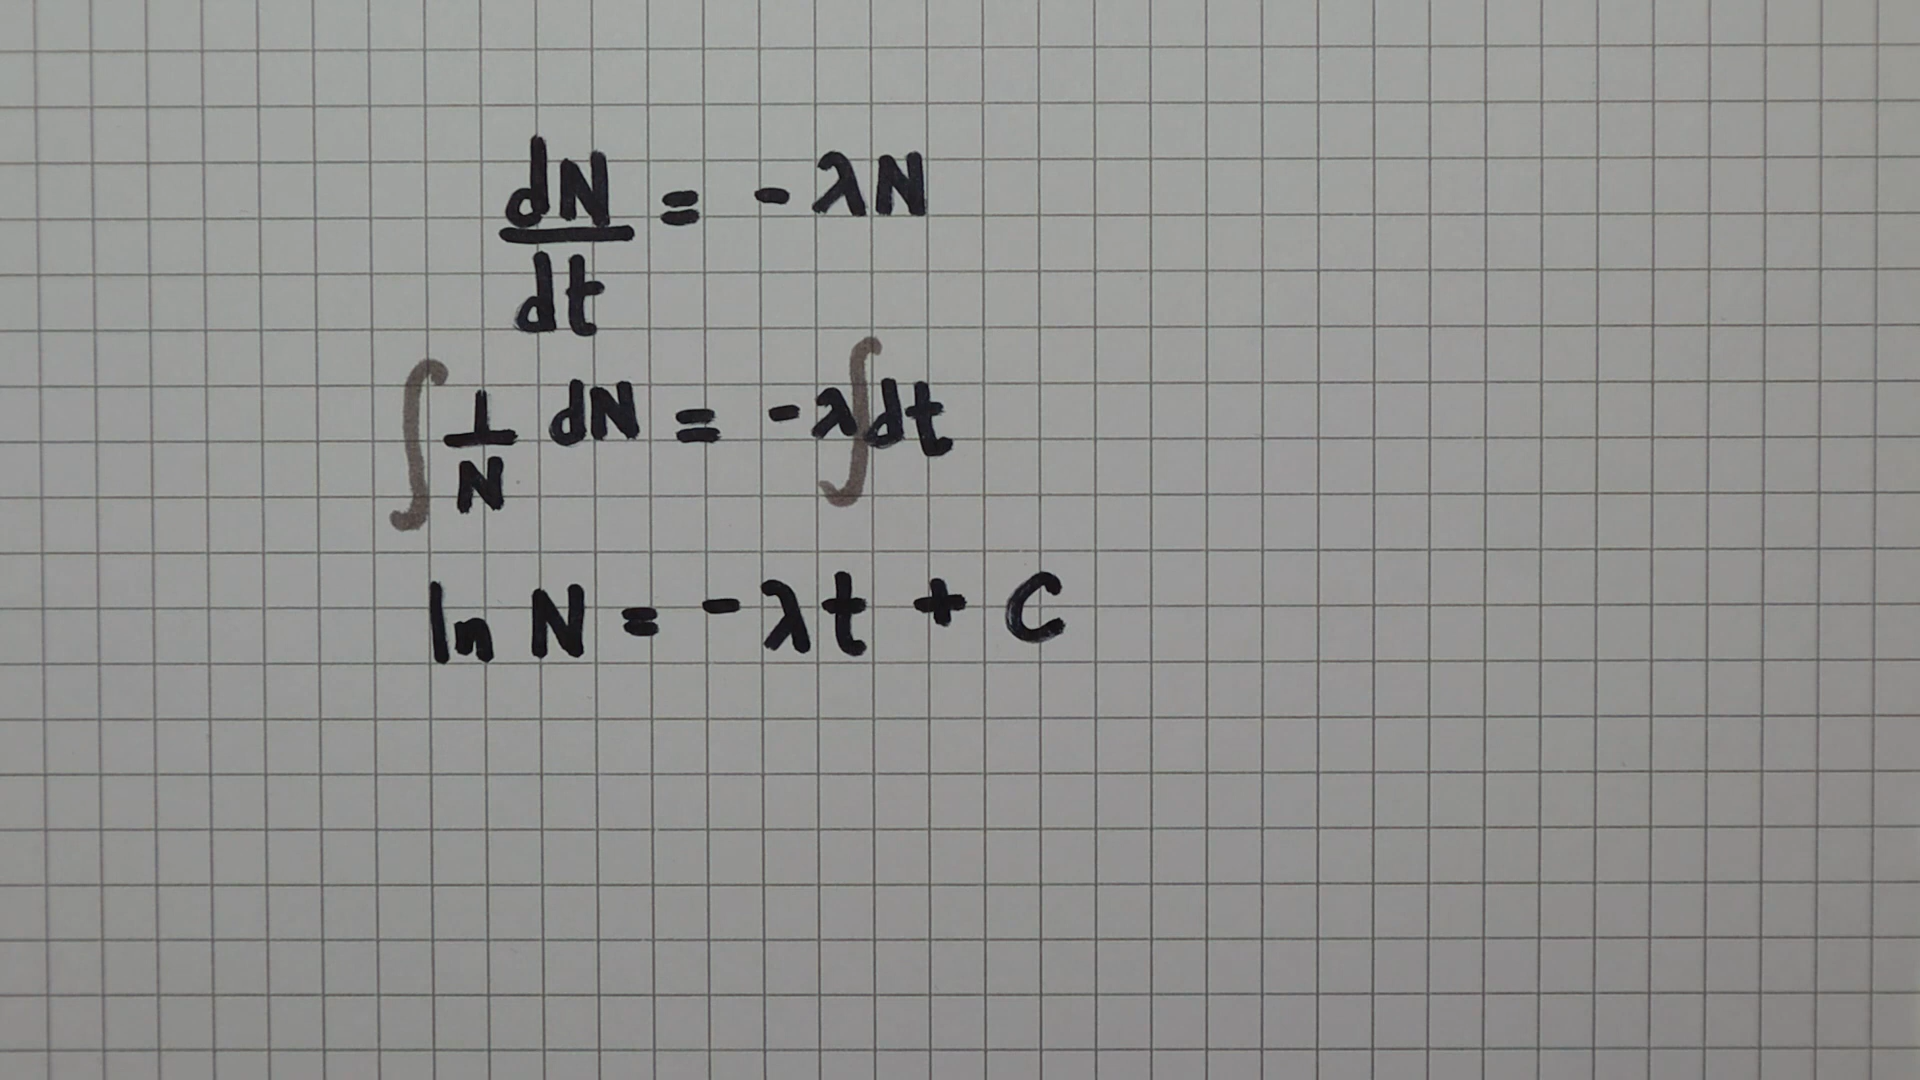 dN/dt = - λN
∫ 1/N dN = -λ∫dt
ln N = -λt + C